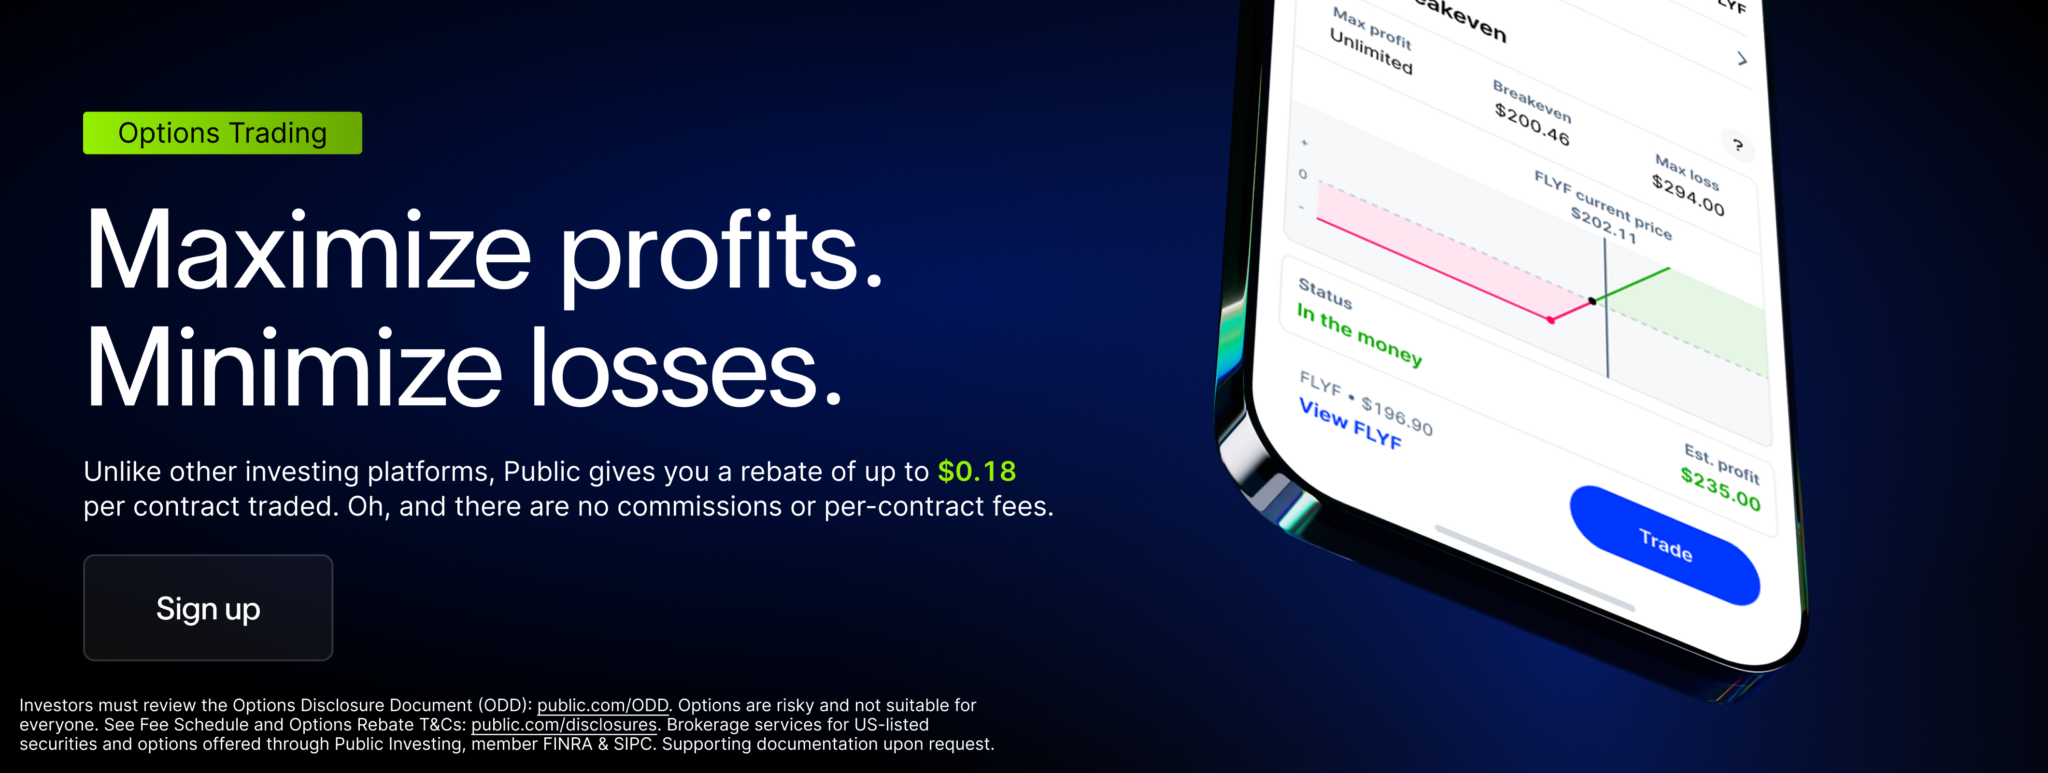 Options Trading
Maximize profits.
Minimize losses.
Unlike other investing platforms, Public gives you a rebate of up to $0.18
per contract traded. Oh, and there are no commissions or per-contract fees.
Sign up
Investors must review the Options Disclosure Document (ODD): public.com/ODD. Options are risky and not suitable for
everyone. See Fee Schedule and Options Rebate T&Cs: public.com/disclosures. Brokerage services for US-listed
securities and options offered through Public Investing, member FINRA & SIPC. Supporting documentation upon request.
Max profit
Unlimited
Breakeven
$200.46
?
Max loss
$294.00
+
0
-
FLYF current price
$202.11
Status
In the money
FLYF • $196.90
View FLYF
Est. profit
$235.00
Trade